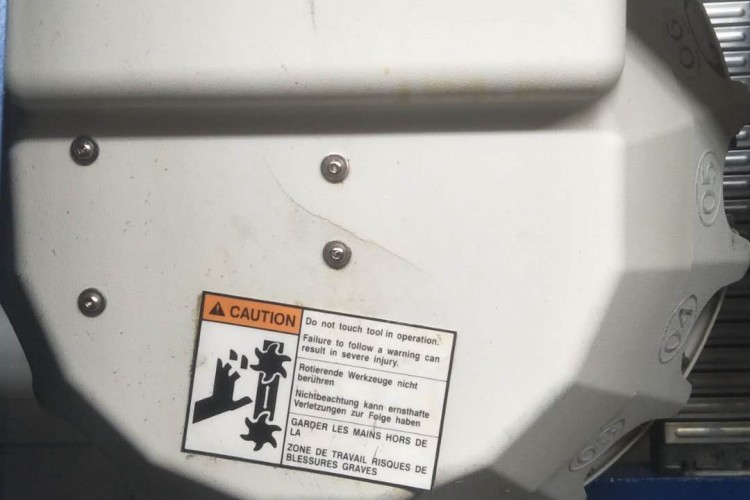 CAUTION
Do not touch tool in operation.
Failure to follow a warning can
result in severe injury.
Rotierende Werkzeuge nicht
berühren
Nichtbeachtung kann ernsthafte
Verletzungen zur Folge haben
GARDER LES MAINS HORS DE
LA
ZONE DE TRAVAIL RISQUES DE
BLESSURES GRAVES
06
05
04